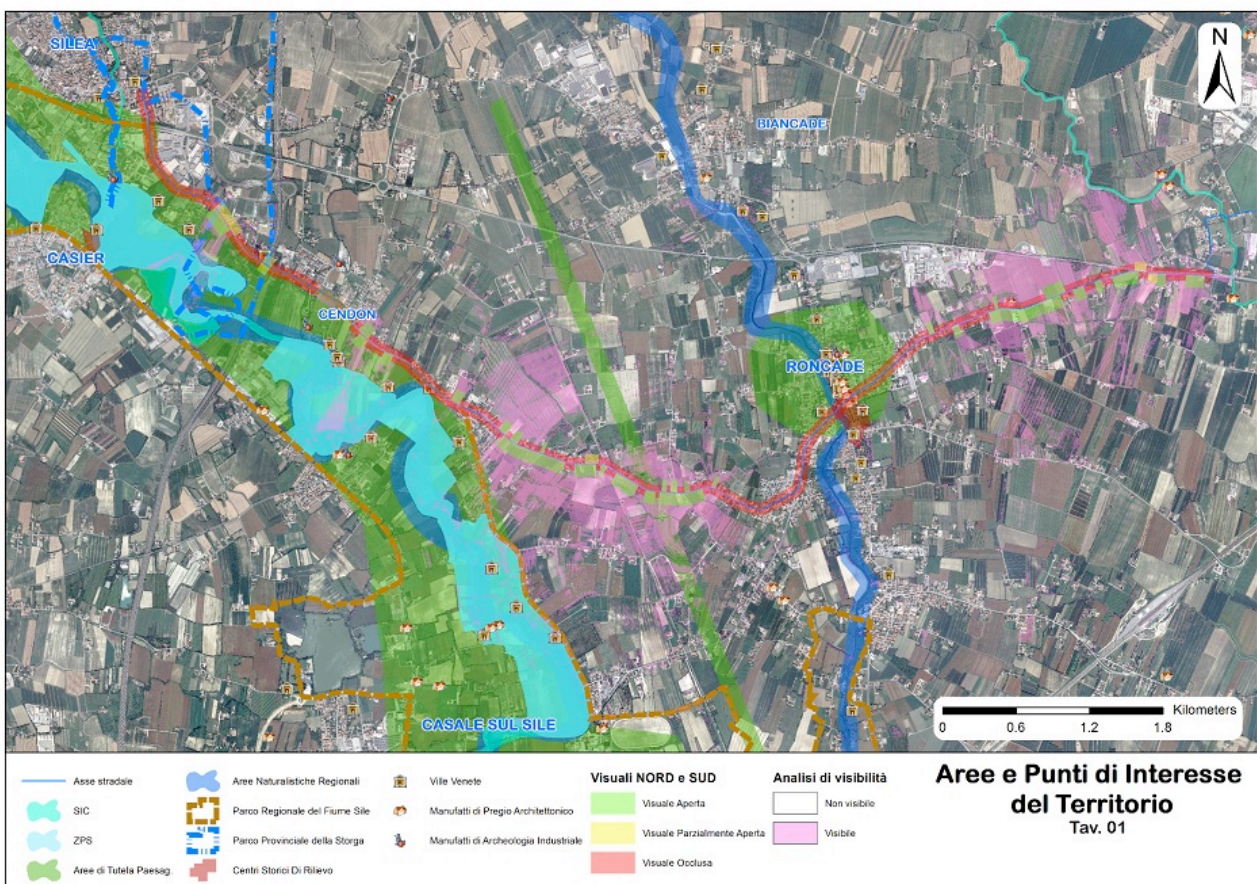 SILEA
N
BIANCADE
CASIER
CENDON
RONCADE
CASALE SUL SILE
Kilometers
0 0.6 1.2 1.8
Asse stradale
SIC
ZPS
Aree di Tutela Paesag.
Aree Naturalistiche Regionali
Parco Regionale del Fiume Sile
Parco Provinciale della Storga
Centri Storici Di Rilievo
Ville Venete
Manufatti di Pregio Architettonico
Manufatti di Archeologia Industriale
Visuali NORD e SUD
Visuale Aperta
Visuale Parzialmente Aperta
Visuale Occlusa
Analisi di visibilità
Non visibile
Visibile
Aree e Punti di Interesse
del Territorio
Tav. 01